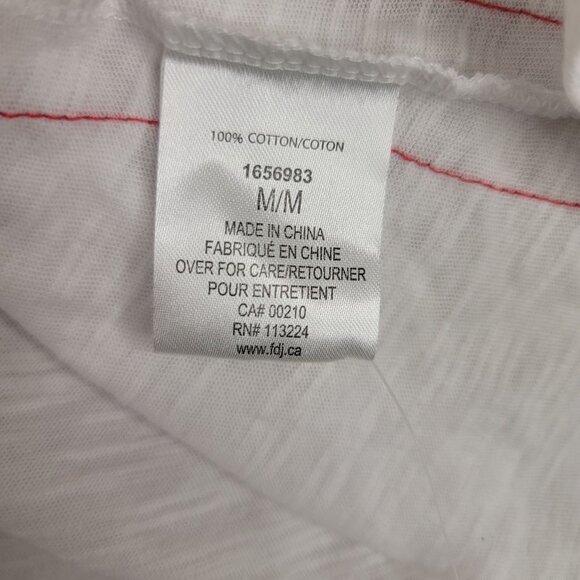 100% COTTON/COTON
1656983
M/M
MADE IN CHINA
FABRIQUÉ EN CHINE
OVER FOR CARE/RETOURNER
POUR ENTRETIENT
CA# 00210
RN# 113224
www.fdj.ca